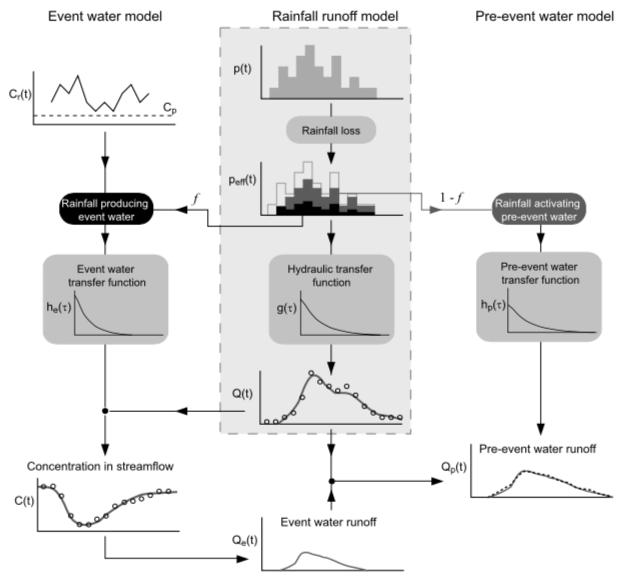 Event water model
Rainfall runoff model
Pre-event water model
p(t)
Cr(t)
Cp
Rainfall loss
peff(t)
f
1 - f
Rainfall producing
event water
Rainfall activating
pre-event water
Event water
transfer function
he(τ)
Hydraulic transfer
function
g(τ)
Pre-event water
transfer function
hp(τ)
Q(t)
Concentration in streamflow
C(t)
Pre-event water runoff
Qp(t)
Event water runoff
Qe(t)